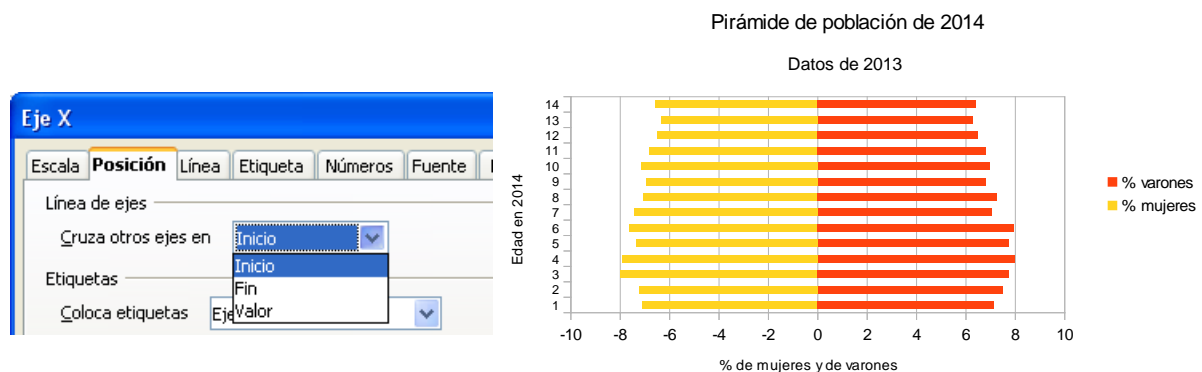 Eje X
Escala Posición Línea Etiqueta Números Fuente
Línea de ejes
Cruza otros ejes en Inicio
Inicio
Fin
Valor
Etiquetas
Coloca etiquetas Eje
Pirámide de población de 2014
Datos de 2013
Edad en 2014
14
13
12
11
10
9
8
7
6
5
4
3
2
1
-10 -8 -6 -4 -2 0 2 4 6 8 10
% de mujeres y de varones
% varones
% mujeres